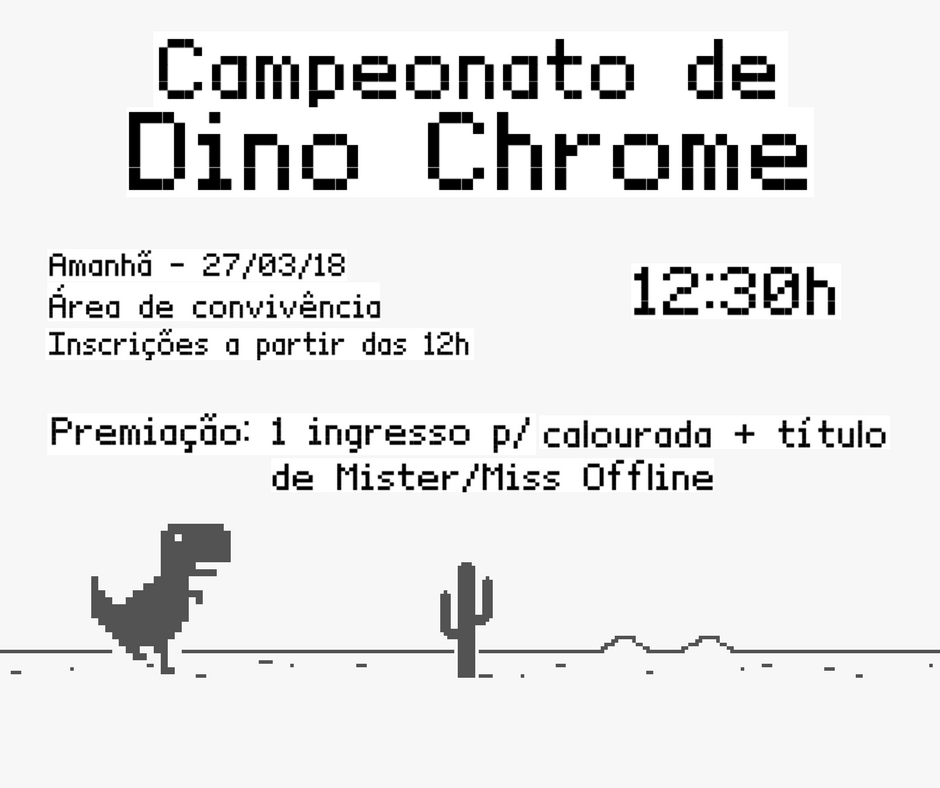 Campeonato de
Dino Chrome
Amanhã - 27/03/18
Área de convivência
Inscrições a partir das 12h
12:30h
Premiação: 1 ingresso p/ calourada + título
de Mister/Miss Offline